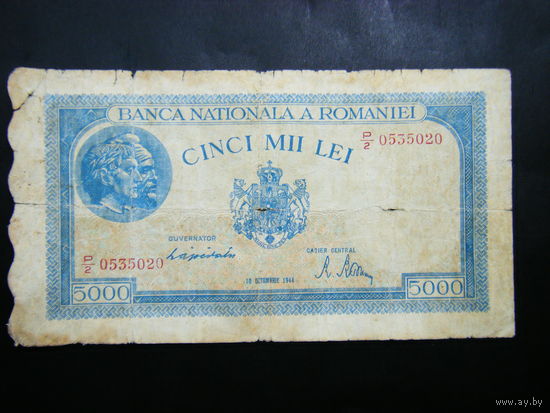 BANCA NATIONALA A ROMANIEI
CINCI MII LEI
P/2 0535020
GUVERNATOR
CASIER CENTRAL
P/2 0535020
10 OCTOMBRIE 1944
5000
5000
www.ay.by